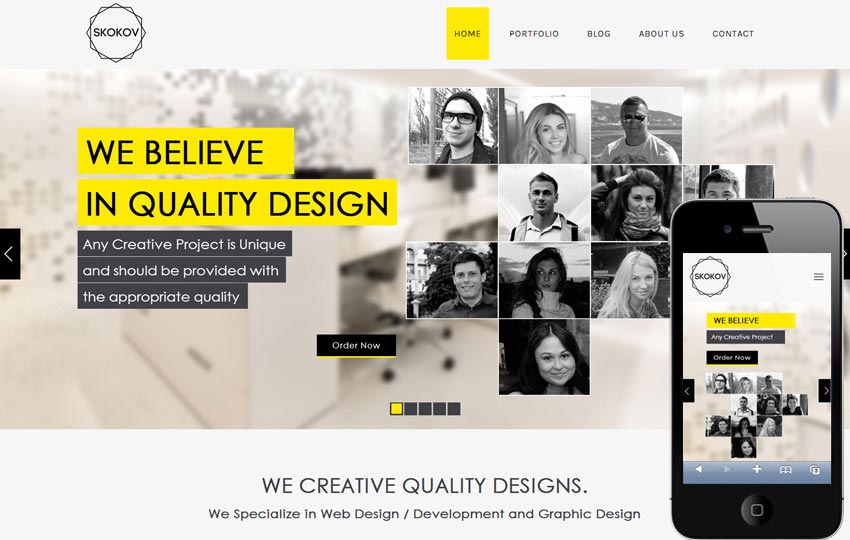 SKOKOV
HOME PORTFOLIO BLOG ABOUT US CONTACT
WE BELIEVE
IN QUALITY DESIGN
Any Creative Project is Unique
and should be provided with
the appropriate quality
Order Now
WE CREATIVE QUALITY DESIGNS.
We Specialize in Web Design / Development and Graphic Design
SKOKOV
WE BELIEVE
Any Creative Project
Order Now